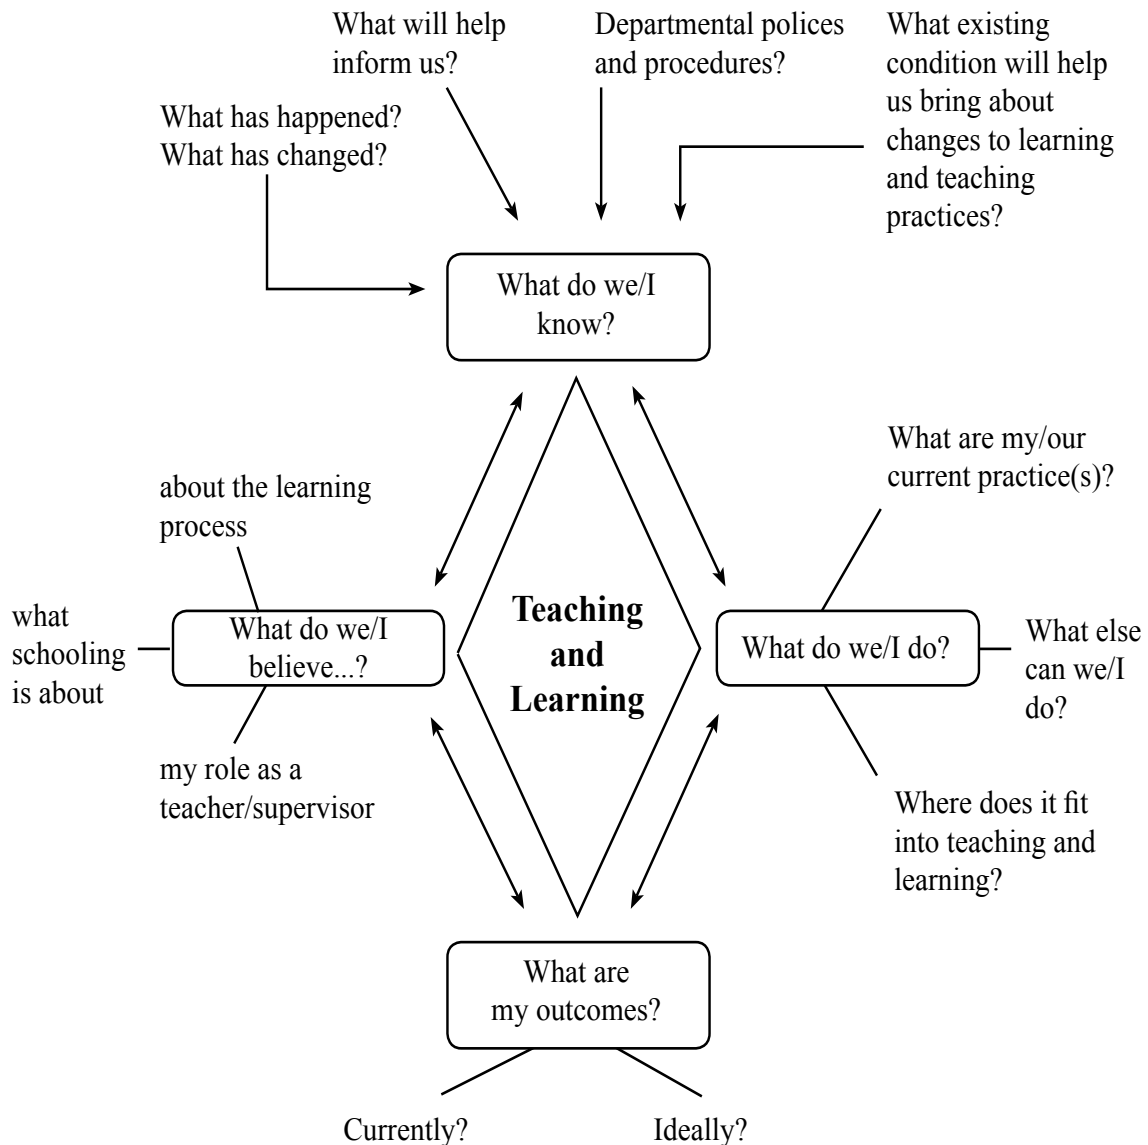 What will help
inform us?
Departmental polices
and procedures?
What existing
condition will help
us bring about
changes to learning
and teaching
practices?
What has happened?
What has changed?
What do we/I
know?
What are my/our
current practice(s)?
about the learning
process
what
schooling
is about
What do we/I
believe...?
Teaching
and
Learning
What do we/I do?
What else
can we/I
do?
my role as a
teacher/supervisor
Where does it fit
into teaching and
learning?
What are
my outcomes?
Currently?
Ideally?